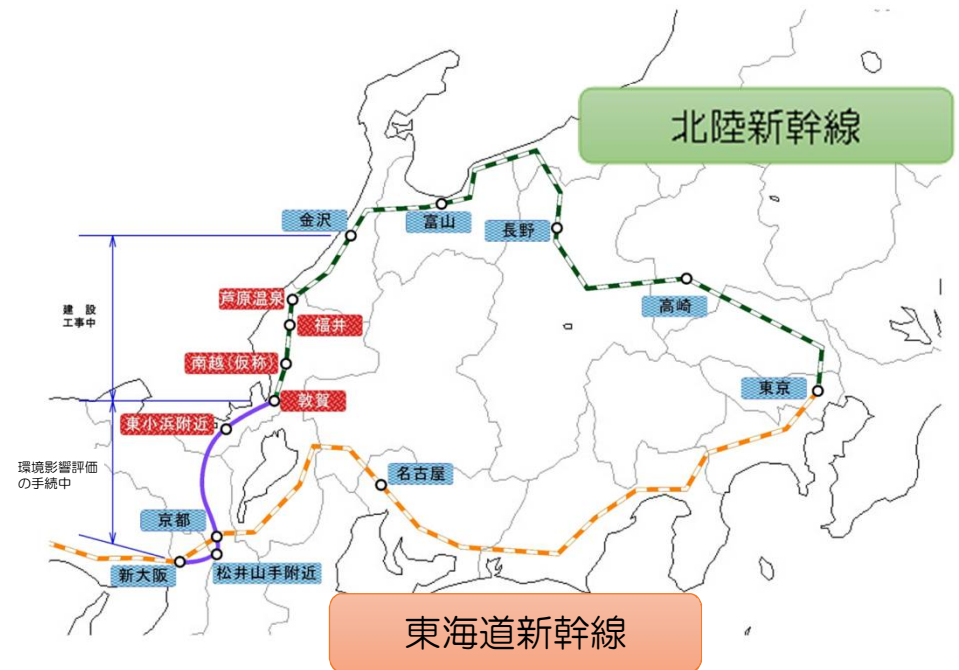 北陸新幹線
金沢
富山
長野
芦原温泉
高崎
建設
工事中
福井
南越(仮称)
東京
敦賀
東小浜附近
環境影響評価
の手続中
名古屋
京都
新大阪
松井山手附近
東海道新幹線